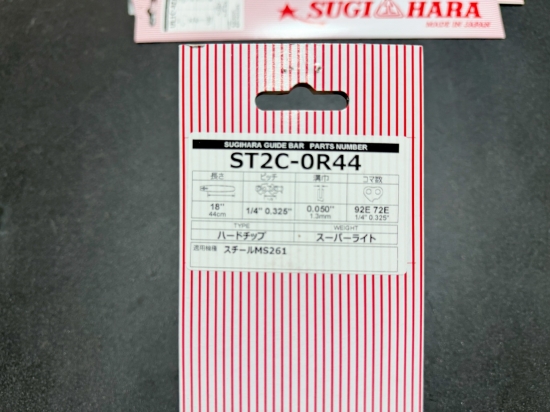 SUGI HARA
MADE IN JAPAN
SUGIHARA GUIDE BAR PARTS NUMBER
ST2C-0R44
長さ ピッチ 溝巾 コマ数
18" 1/4" 0.325" 0.050" 92E 72E
44cm 1.3mm 1/4" 0.325"
TYPE WEIGHT
ハードチップ スーパーライト
適用機種 スチールMS261